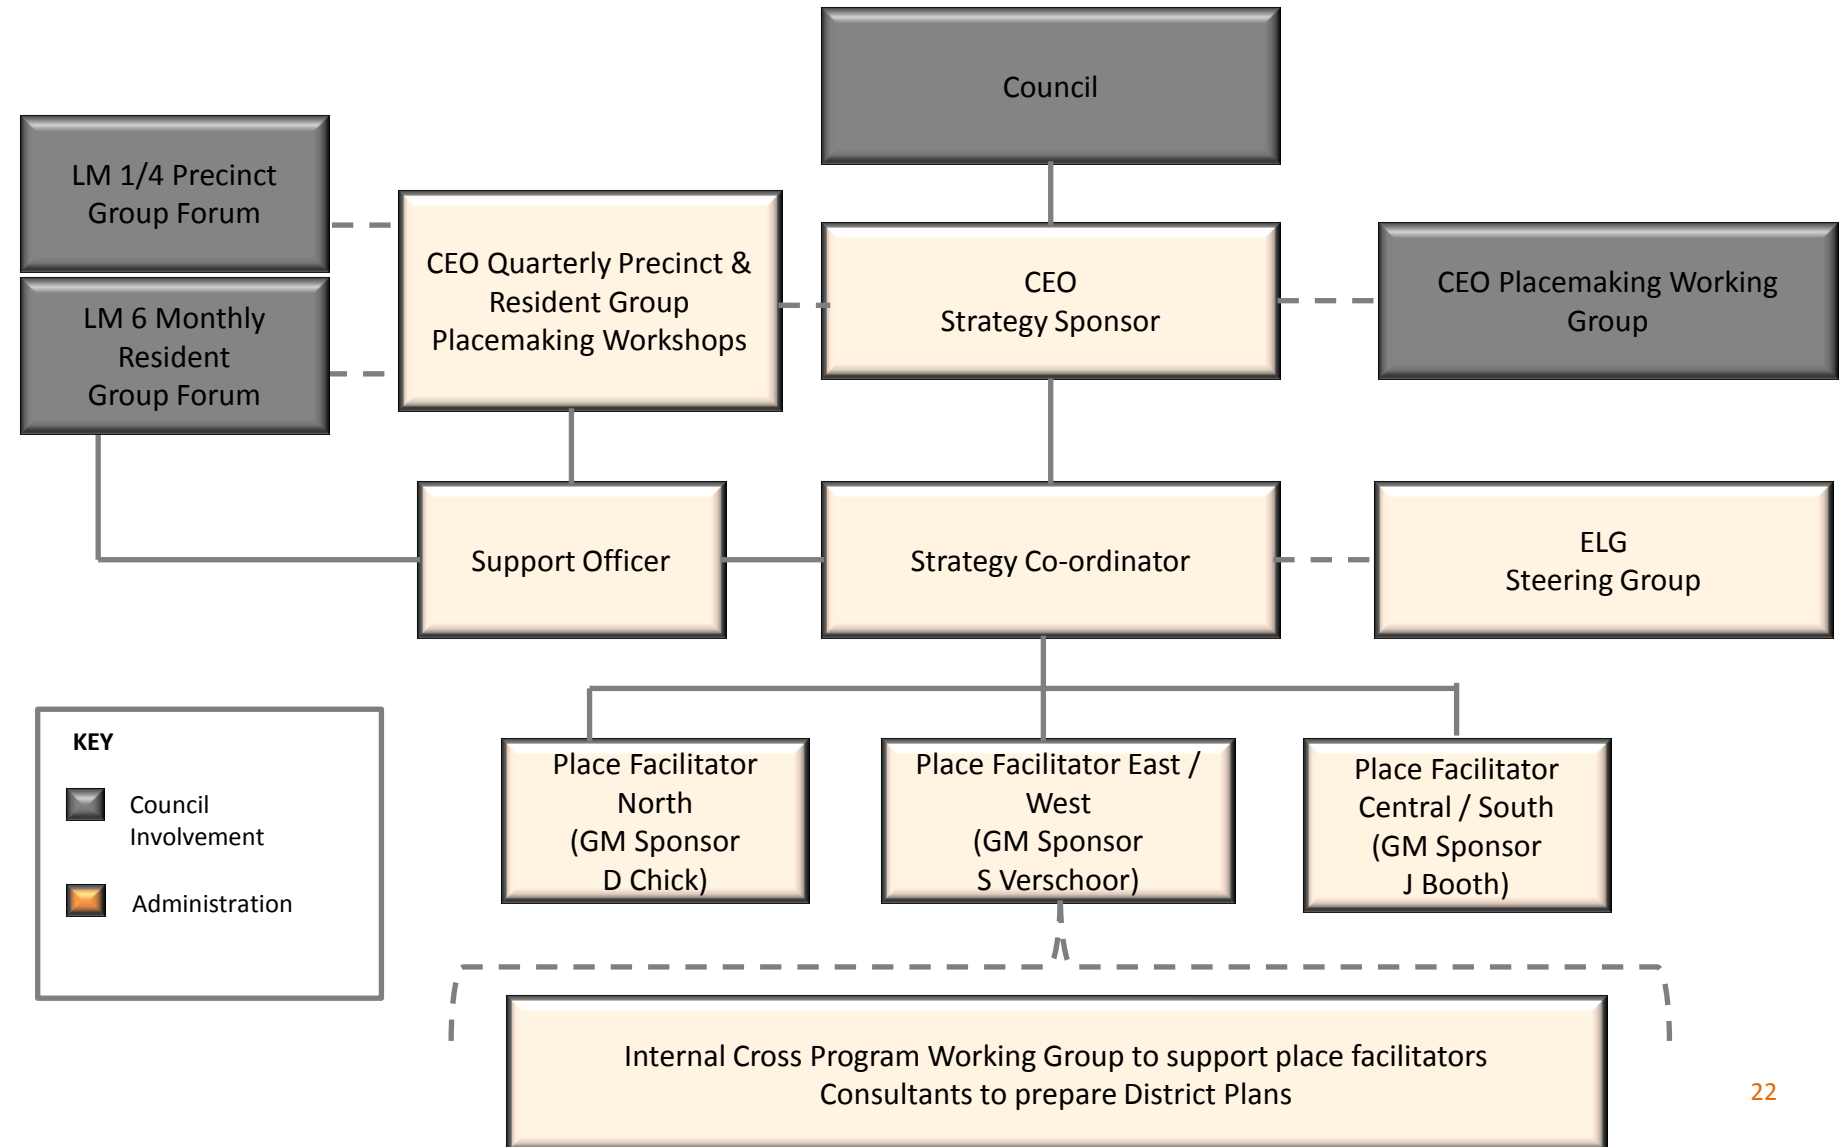 Council
LM 1/4 Precinct
Group Forum
LM 6 Monthly
Resident
Group Forum
CEO Quarterly Precinct &
Resident Group
Placemaking Workshops
CEO
Strategy Sponsor
CEO Placemaking Working
Group
Support Officer
Strategy Co-ordinator
ELG
Steering Group
KEY
Council
Involvement
Administration
Place Facilitator
North
(GM Sponsor
D Chick)
Place Facilitator East /
West
(GM Sponsor
S Verschoor)
Place Facilitator
Central / South
(GM Sponsor
J Booth)
Internal Cross Program Working Group to support place facilitators
Consultants to prepare District Plans
22